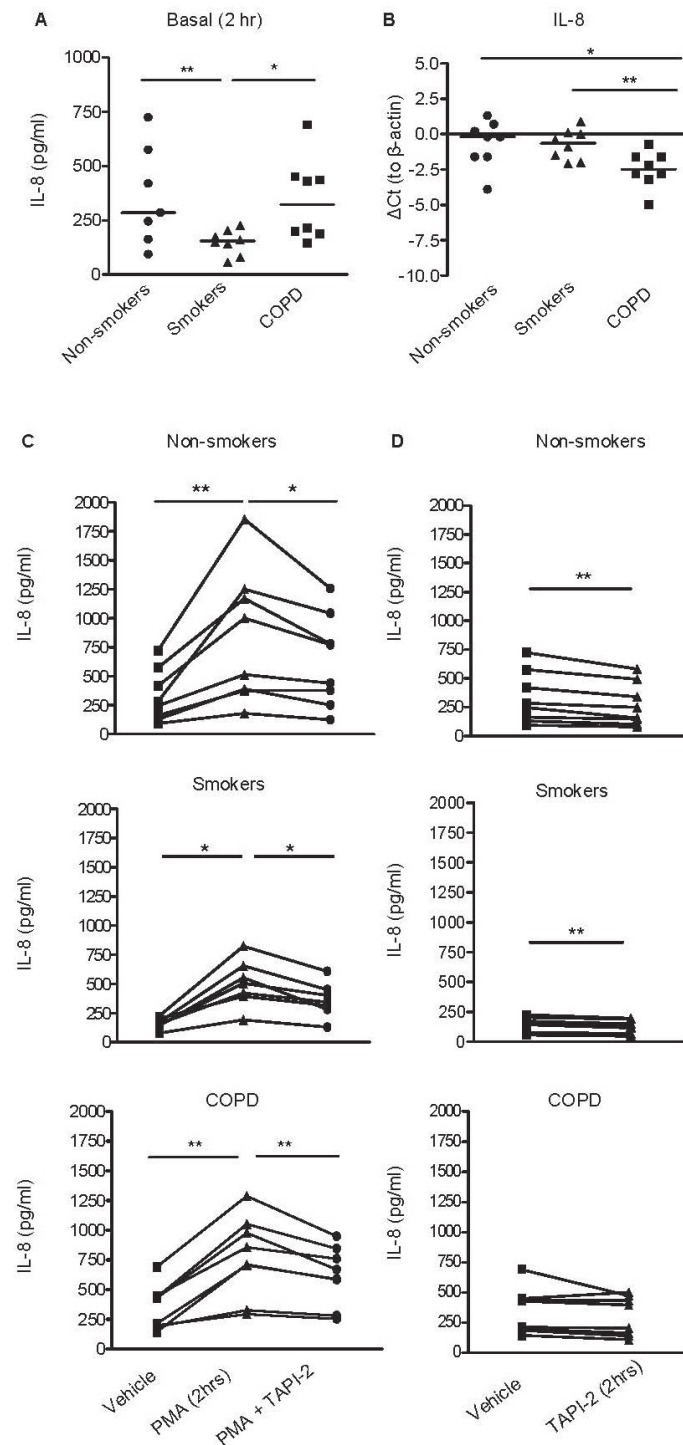 A
Basal (2 hr)
IL-8 (pg/ml)
1000
750
500
250
0
**
*
Non-smokers
Smokers
COPD
B
IL-8
ΔCt (to β-actin)
5.0
2.5
0.0
-2.5
-5.0
-7.5
-10.0
*
**
Non-smokers
Smokers
COPD
C
Non-smokers
IL-8 (pg/ml)
2000
1750
1500
1250
1000
750
500
250
0
**
*
D
Non-smokers
IL-8 (pg/ml)
2000
1750
1500
1250
1000
750
500
250
0
**
Smokers
IL-8 (pg/ml)
2000
1750
1500
1250
1000
750
500
250
0
*
*
Smokers
IL-8 (pg/ml)
2000
1750
1500
1250
1000
750
500
250
0
**
COPD
IL-8 (pg/ml)
2000
1750
1500
1250
1000
750
500
250
0
**
**
Vehicle
PMA (2hrs)
PMA + TAPI-2
COPD
IL-8 (pg/ml)
2000
1750
1500
1250
1000
750
500
250
0
Vehicle
TAPI-2 (2hrs)